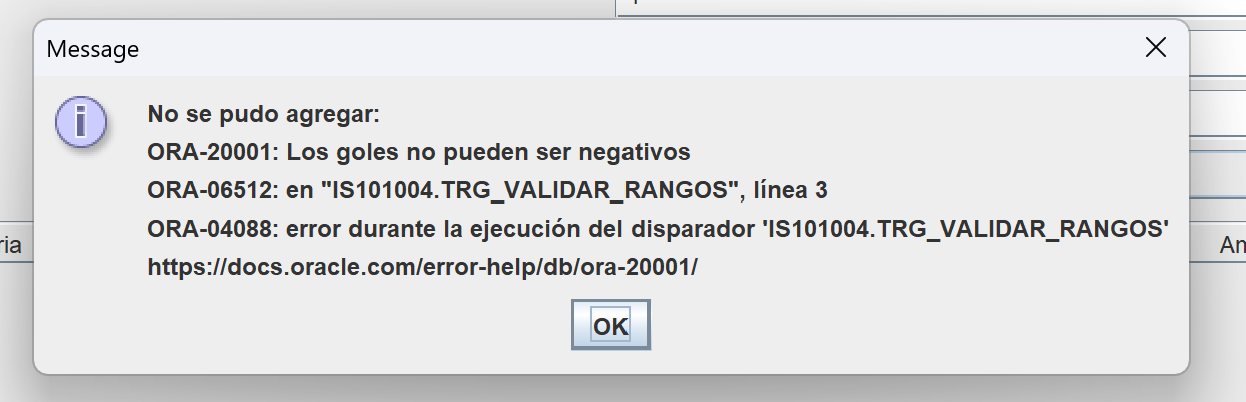 Message
No se pudo agregar:
ORA-20001: Los goles no pueden ser negativos
ORA-06512: en "IS101004.TRG_VALIDAR_RANGOS", línea 3
ORA-04088: error durante la ejecución del disparador 'IS101004.TRG_VALIDAR_RANGOS'
https://docs.oracle.com/error-help/db/ora-20001/
OK
ria
An